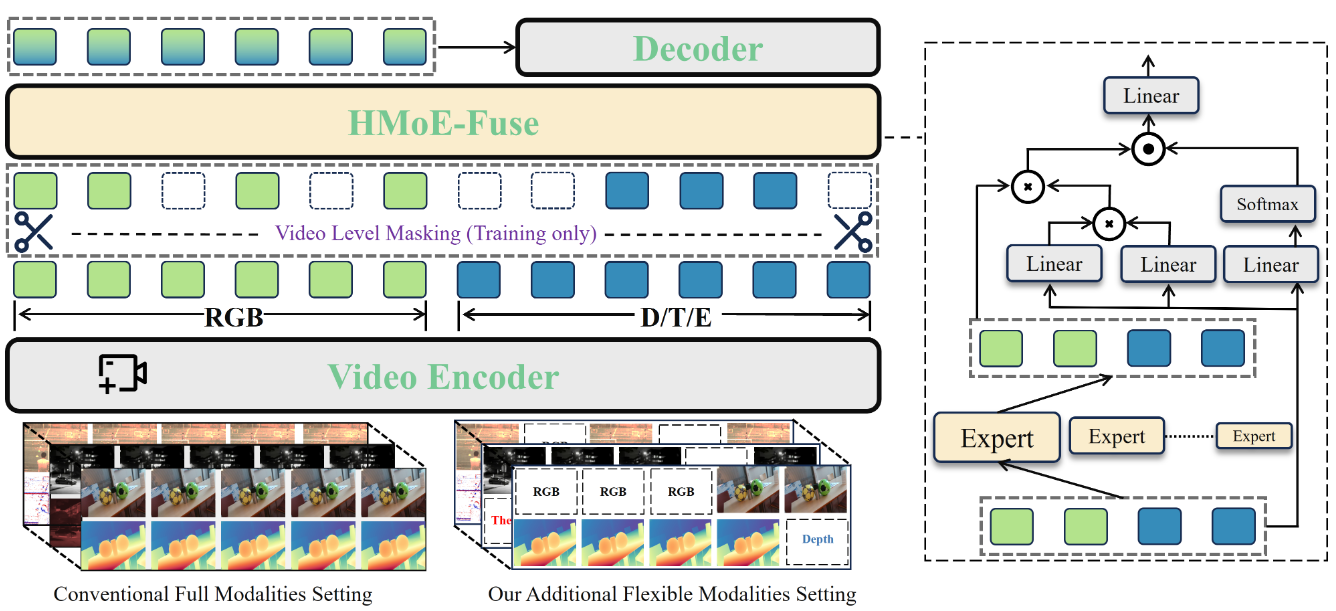 Decoder
HMoE-Fuse
Video Level Masking (Training only)
RGB
D/T/E
Video Encoder
RGB
RGB
RGB
RGB
The
Depth
Conventional Full Modalities Setting
Our Additional Flexible Modalities Setting
Linear
Softmax
Linear
Linear
Linear
Expert
Expert
Expert